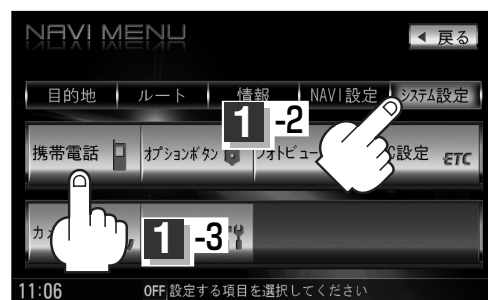 NAVI MENU
戻る
目的地 ルート 情報 NAVI設定 システム設定
1 -2
携帯電話 オプションボタン フォトビュー 設定 ETC
1 -3
11:06 OFF 設定する項目を選択してください